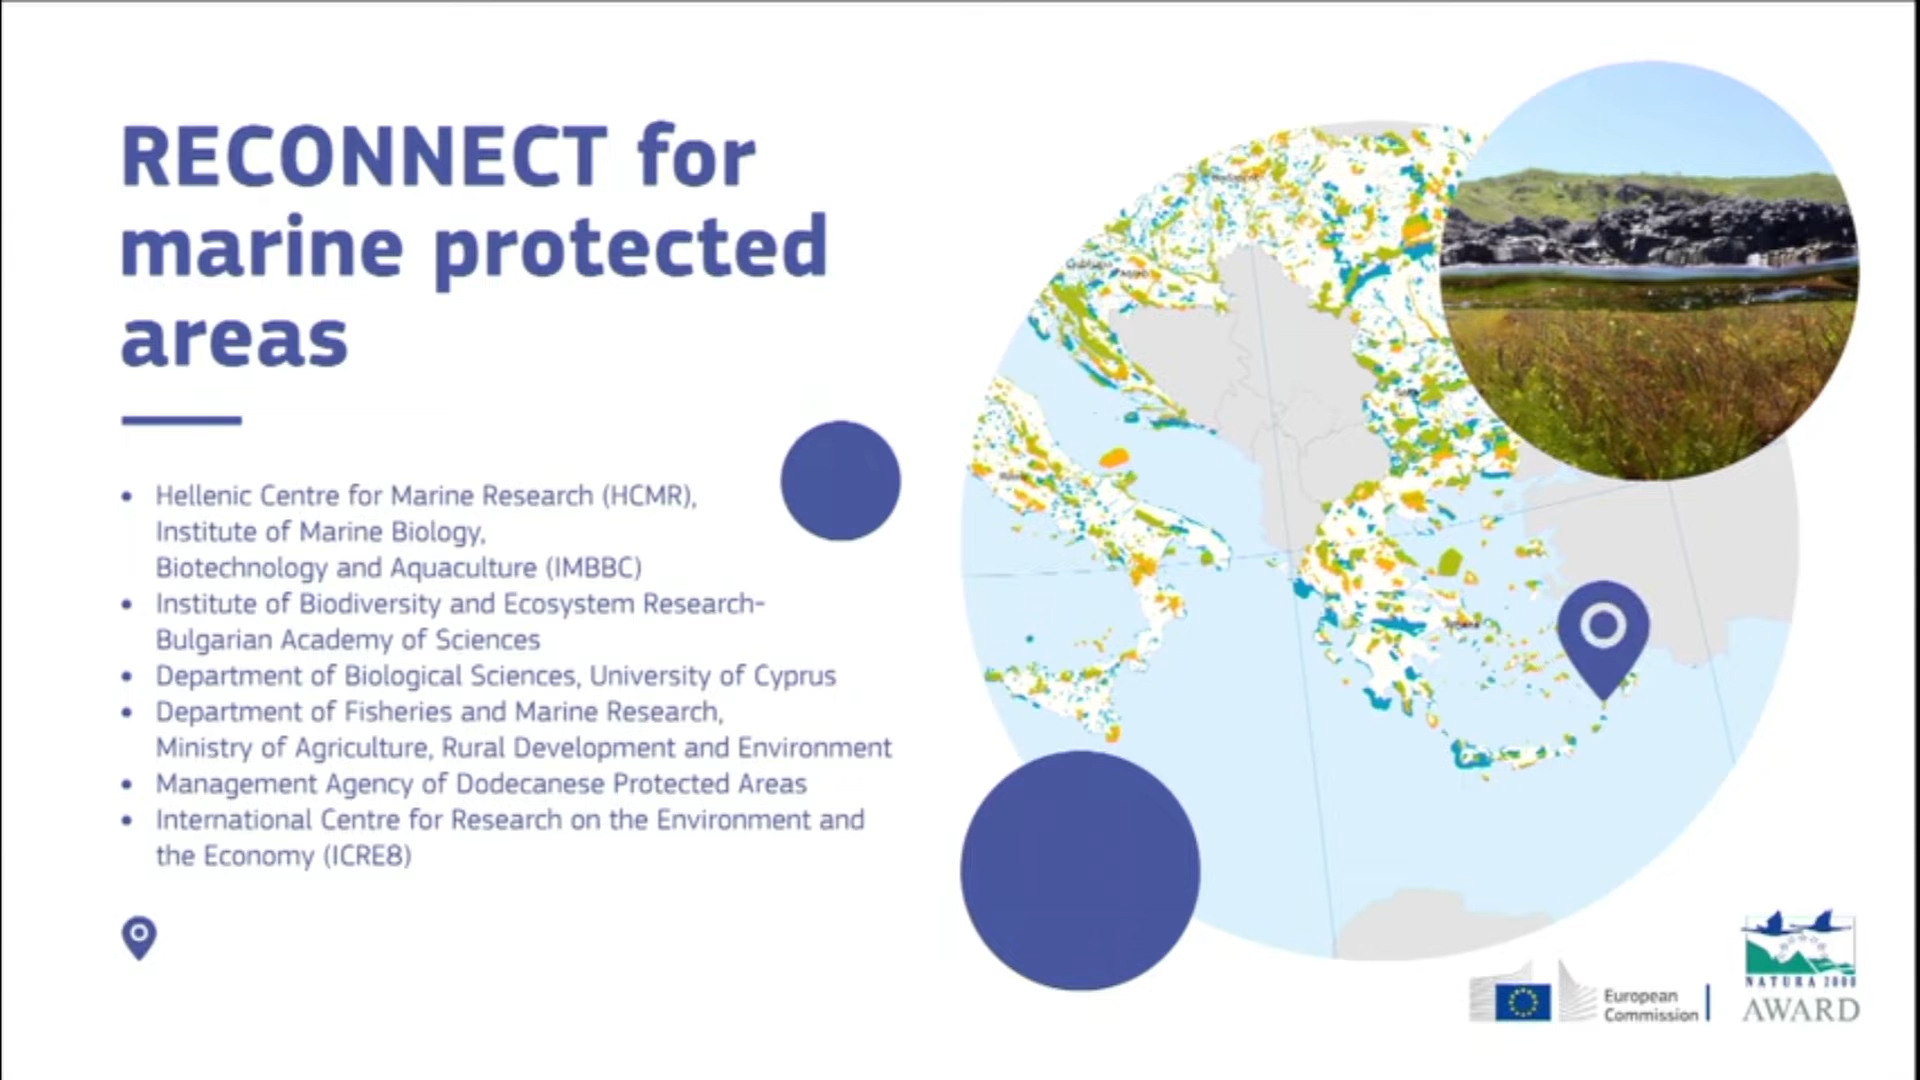 RECONNECT for
marine protected
areas
Hellenic Centre for Marine Research (HCMR),
Institute of Marine Biology,
Biotechnology and Aquaculture (IMBBC)
Institute of Biodiversity and Ecosystem Research-
Bulgarian Academy of Sciences
Department of Biological Sciences, University of Cyprus
Department of Fisheries and Marine Research,
Ministry of Agriculture, Rural Development and Environment
Management Agency of Dodecanese Protected Areas
International Centre for Research on the Environment and
the Economy (ICRE8)
European
Commission
NATURA 2000
AWARD